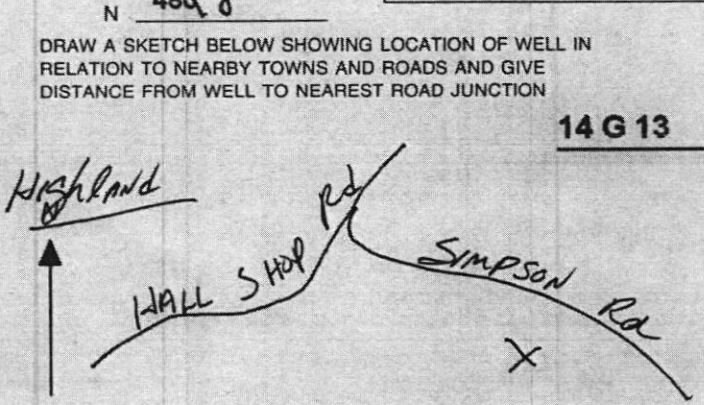 N
DRAW A SKETCH BELOW SHOWING LOCATION OF WELL IN
RELATION TO NEARBY TOWNS AND ROADS AND GIVE
DISTANCE FROM WELL TO NEAREST ROAD JUNCTION
14 G 13
Highland
HALL SHOP Rd
SIMPSON Rd
X